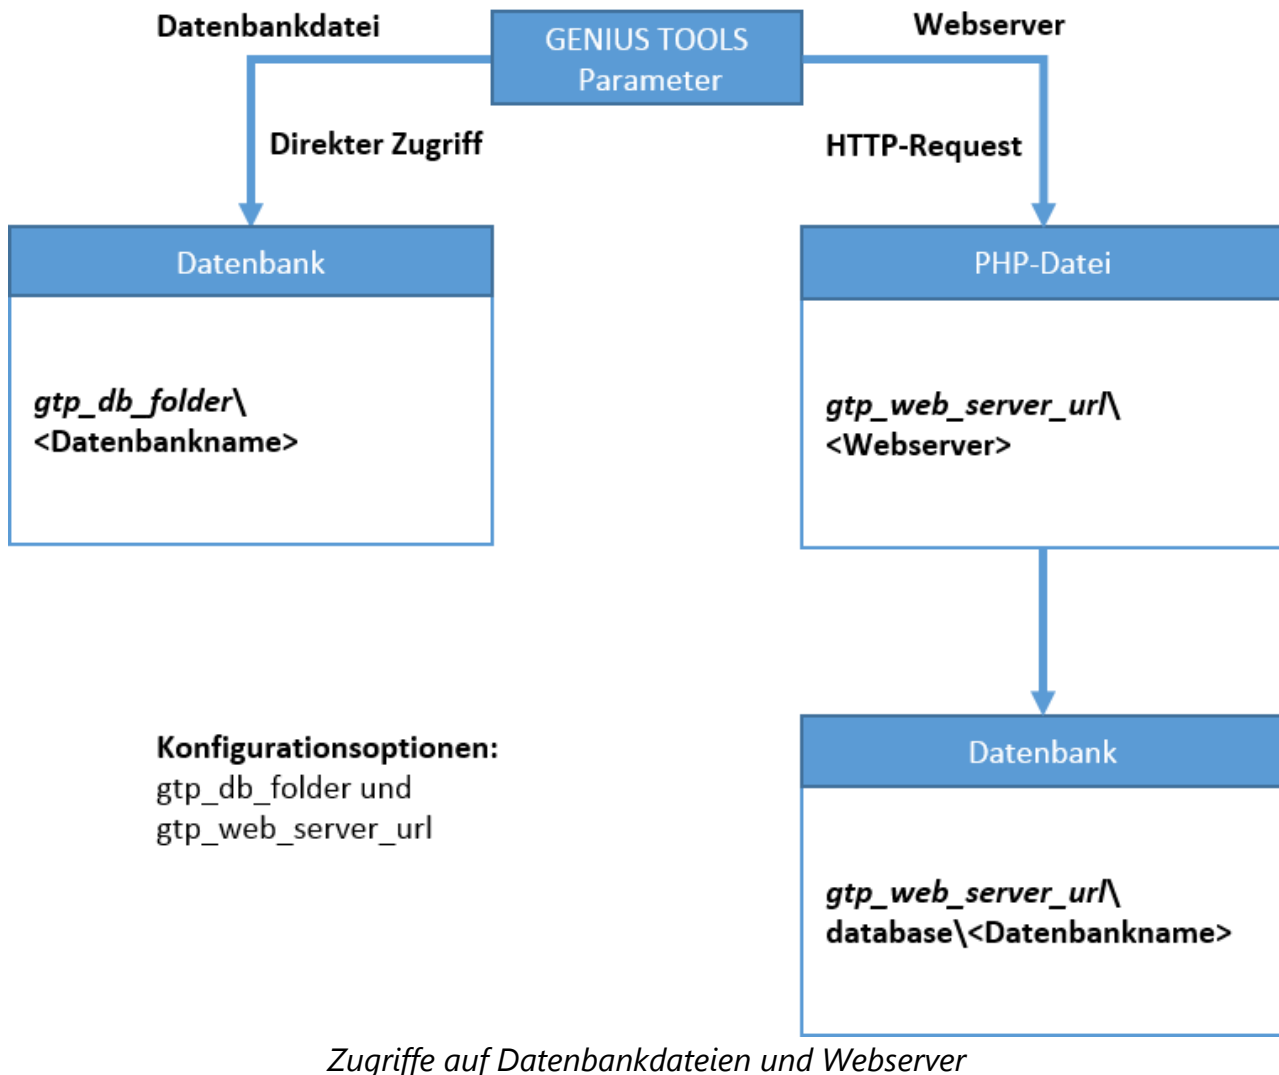 Datenbankdatei
GENIUS TOOLS
Parameter
Webserver
Direkter Zugriff
HTTP-Request
Datenbank
gtp_db_folder\
<Datenbankname>
PHP-Datei
gtp_web_server_url\
<Webserver>
Konfigurationsoptionen:
gtp_db_folder und
gtp_web_server_url
Datenbank
gtp_web_server_url\
database\<Datenbankname>
Zugriffe auf Datenbankdateien und Webserver